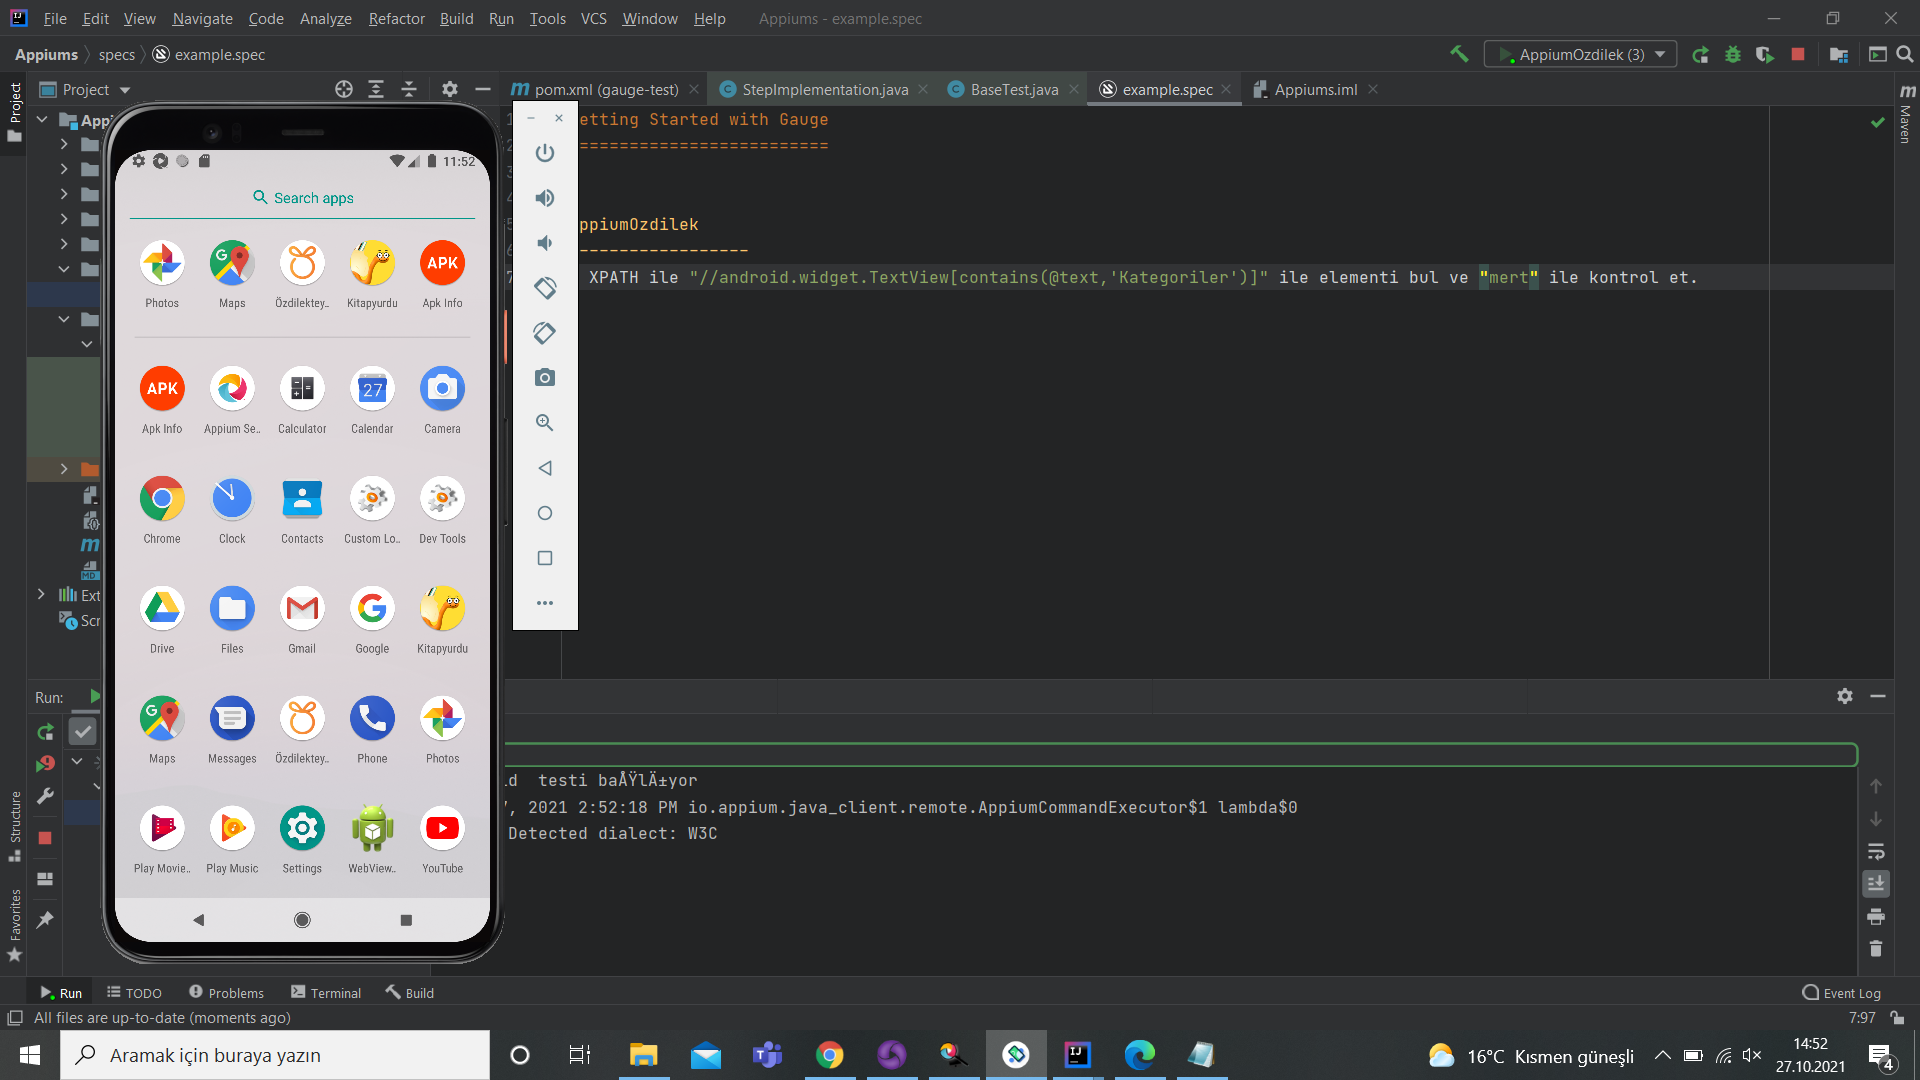 File Edit View Navigate Code Analyze Refactor Build Run Tools VCS Window Help Appiums - example.spec
Appiums specs example.spec AppiumOzdilek (3)
Project pom.xml (gauge-test) StepImplementation.java BaseTest.java example.spec Appiums.iml
Project
Maven
App
Ext
Scr
11:52
Search apps
Photos Maps Özdilektey.. Kitapyurdu Apk Info
Apk Info Appium Se.. Calculator Calendar Camera
Chrome Clock Contacts Custom Lo.. Dev Tools
Drive Files Gmail Google Kitapyurdu
Maps Messages Özdilektey.. Phone Photos
Play Movie.. Play Music Settings WebView.. YouTube
etting Started with Gauge
=========================
ppiumOzdilek
-----------------
XPATH ile "//android.widget.TextView[contains(@text,'Kategoriler')]" ile elementi bul ve "mert" ile kontrol et.
Run:
d testi baÅŸlÄ±yor
, 2021 2:52:18 PM io.appium.java_client.remote.AppiumCommandExecutor$1 lambda$0
Detected dialect: W3C
Structure
Favorites
Run TODO Problems Terminal Build Event Log
All files are up-to-date (moments ago) 7:97
Aramak için buraya yazın
16°C Kısmen güneşli
14:52
27.10.2021
4